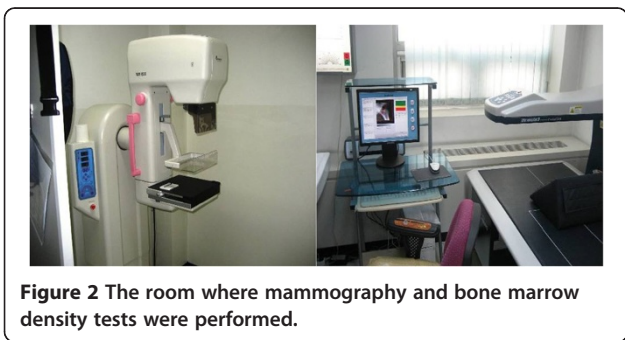 Figure 2 The room where mammography and bone marrow
density tests were performed.